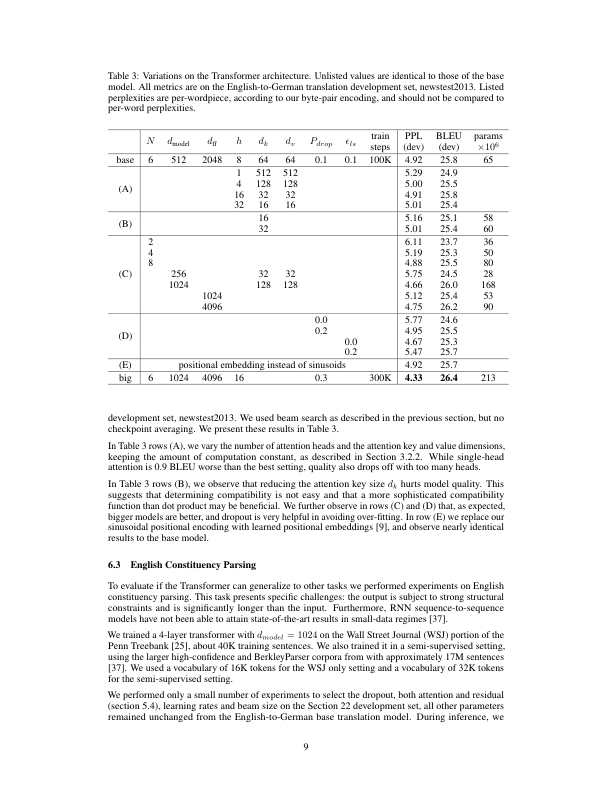 Table 3: Variations on the Transformer architecture. Unlisted values are identical to those of the base
model. All metrics are on the English-to-German translation development set, newstest2013. Listed
perplexities are per-wordpiece, according to our byte-pair encoding, and should not be compared to
per-word perplexities.
N d_model d_ff h d_k d_v P_drop ϵ_ls train steps PPL (dev) BLEU (dev) params ×10^6
base 6 512 2048 8 64 64 0.1 0.1 100K 4.92 25.8 65
(A)
1 512 512 5.29 24.9
4 128 128 5.00 25.5
16 32 32 4.91 25.8
32 16 16 5.01 25.4
(B)
16 5.16 25.1 58
32 5.01 25.4 60
(C)
2 6.11 23.7 36
4 5.19 25.3 50
8 4.88 25.5 80
256 32 32 5.75 24.5 28
1024 128 128 4.66 26.0 168
1024 5.12 25.4 53
4096 4.75 26.2 90
(D)
0.0 5.77 24.6
0.2 4.95 25.5
0.0 4.67 25.3
0.2 5.47 25.7
(E) positional embedding instead of sinusoids 4.92 25.7
big 6 1024 4096 16 0.3 300K 4.33 26.4 213
development set, newstest2013. We used beam search as described in the previous section, but no
checkpoint averaging. We present these results in Table 3.
In Table 3 rows (A), we vary the number of attention heads and the attention key and value dimensions,
keeping the amount of computation constant, as described in Section 3.2.2. While single-head
attention is 0.9 BLEU worse than the best setting, quality also drops off with too many heads.
In Table 3 rows (B), we observe that reducing the attention key size d_k hurts model quality. This
suggests that determining compatibility is not easy and that a more sophisticated compatibility
function than dot product may be beneficial. We further observe in rows (C) and (D) that, as expected,
bigger models are better, and dropout is very helpful in avoiding over-fitting. In row (E) we replace our
sinusoidal positional encoding with learned positional embeddings [9], and observe nearly identical
results to the base model.
6.3 English Constituency Parsing
To evaluate if the Transformer can generalize to other tasks we performed experiments on English
constituency parsing. This task presents specific challenges: the output is subject to strong structural
constraints and is significantly longer than the input. Furthermore, RNN sequence-to-sequence
models have not been able to attain state-of-the-art results in small-data regimes [37].
We trained a 4-layer transformer with d_model = 1024 on the Wall Street Journal (WSJ) portion of the
Penn Treebank [25], about 40K training sentences. We also trained it in a semi-supervised setting,
using the larger high-confidence and BerkleyParser corpora from with approximately 17M sentences
[37]. We used a vocabulary of 16K tokens for the WSJ only setting and a vocabulary of 32K tokens
for the semi-supervised setting.
We performed only a small number of experiments to select the dropout, both attention and residual
(section 5.4), learning rates and beam size on the Section 22 development set, all other parameters
remained unchanged from the English-to-German base translation model. During inference, we
9